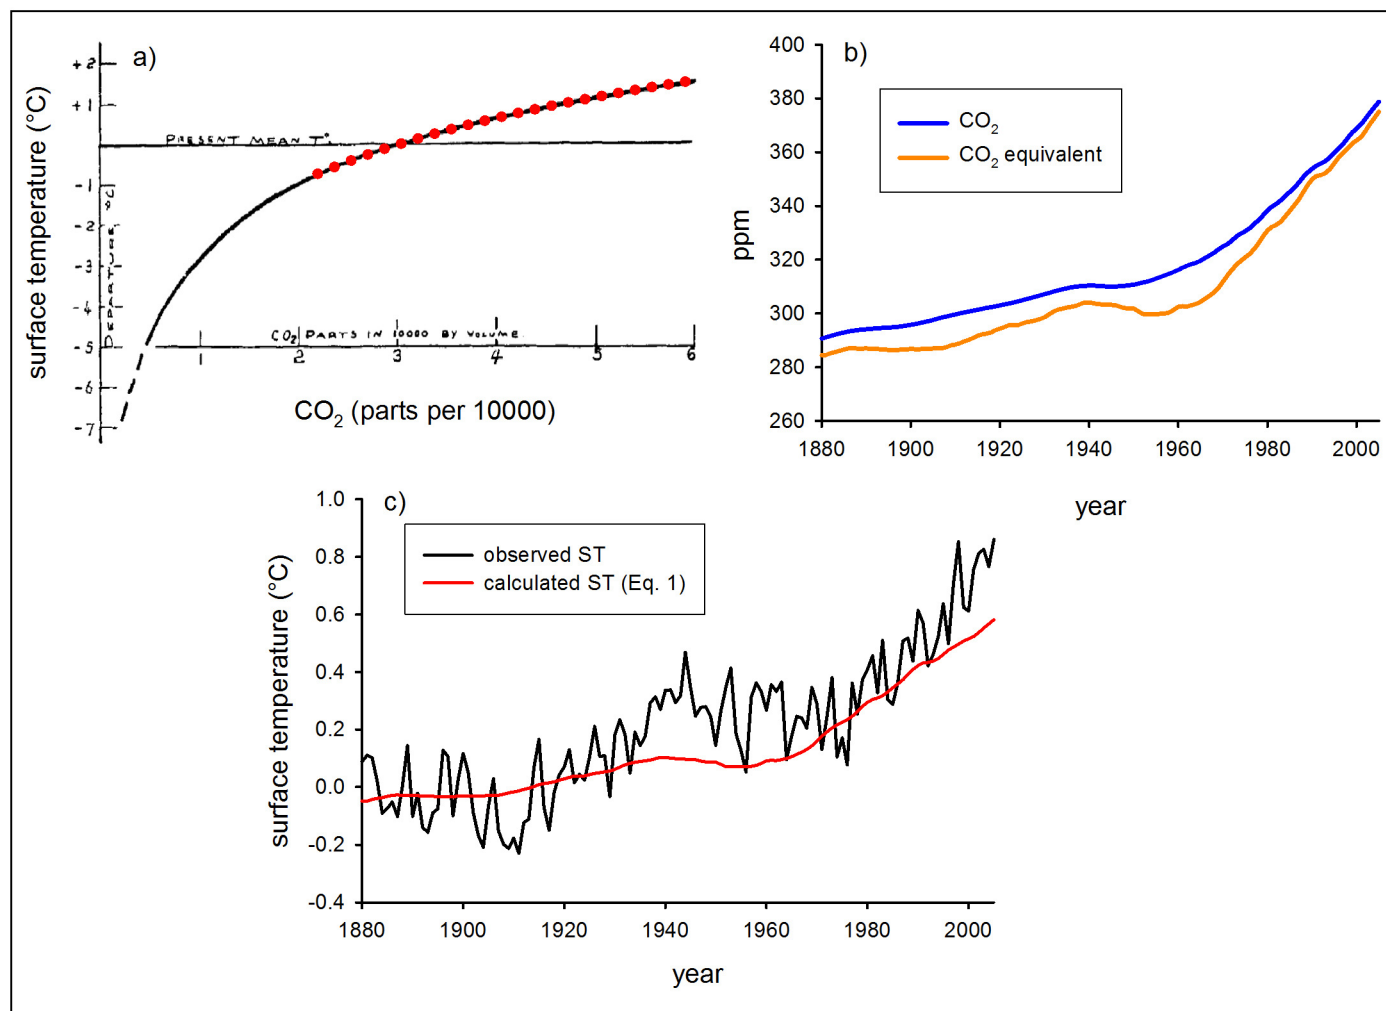 a)
surface temperature (°C)
+2
+1
PRESENT MEAN T°.
-1
-2
-3
-4
-5
-6
-7
DEPARTURE, °C
CO2 PARTS IN 10000 BY VOLUME
1
2
3
4
5
6
CO2 (parts per 10000)
b)
ppm
400
380
360
340
320
300
280
260
CO2
CO2 equivalent
1880
1900
1920
1940
1960
1980
2000
year
c)
surface temperature (°C)
1.0
0.8
0.6
0.4
0.2
0.0
-0.2
-0.4
observed ST
calculated ST (Eq. 1)
1880
1900
1920
1940
1960
1980
2000
year